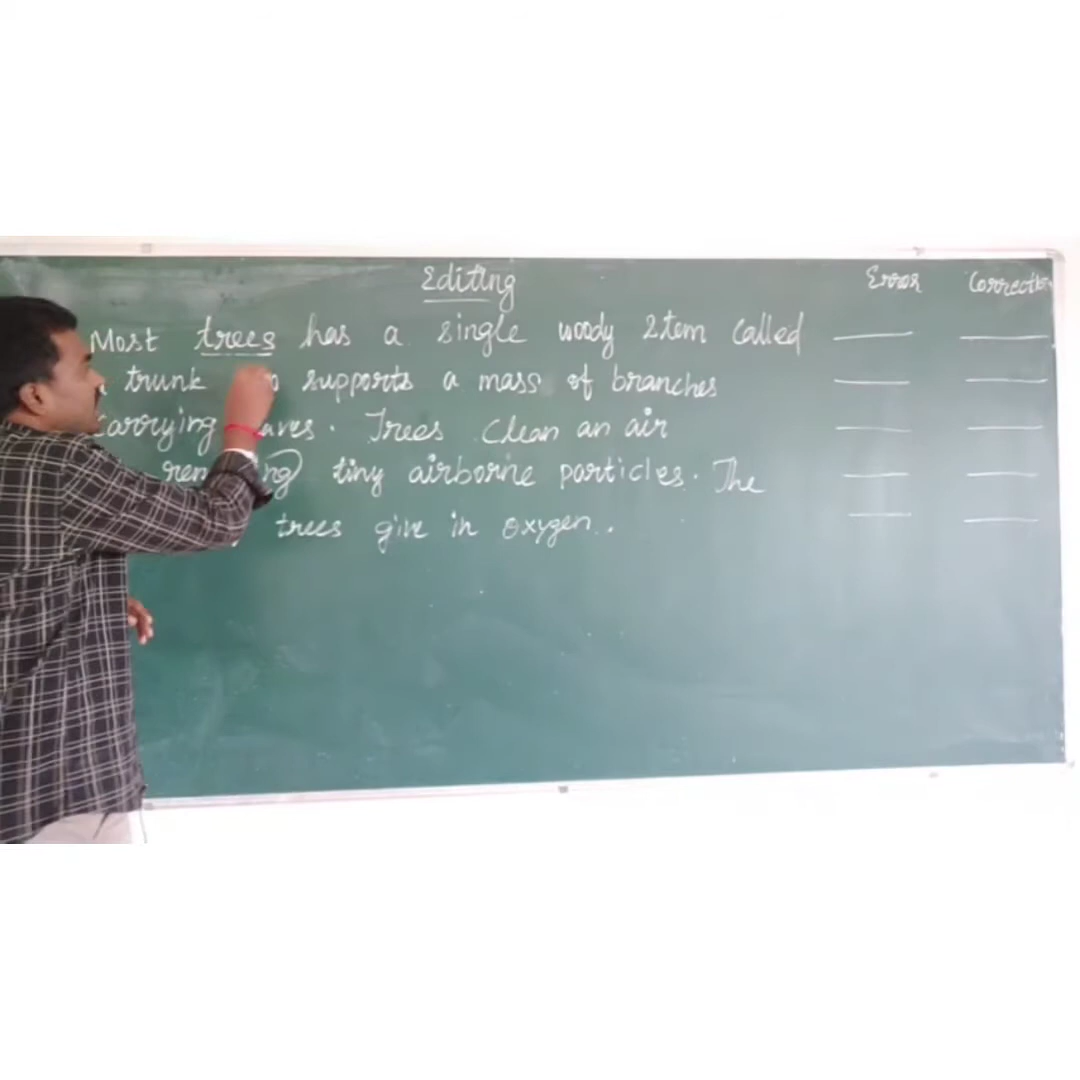 Editing
Error
Correction
Most trees has a single woody stem called
trunk supports a mass of branches
Carrying . Trees clean an air
tiny airborne particles. The
trees give in oxygen.